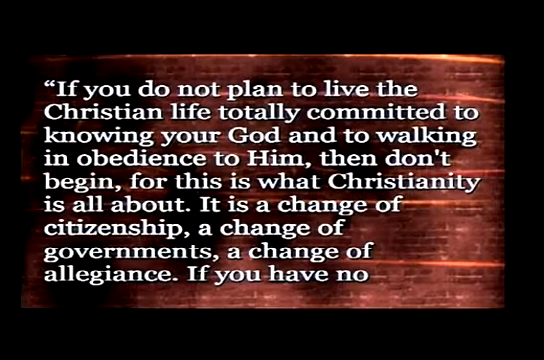 “If you do not plan to live the
Christian life totally committed to
knowing your God and to walking
in obedience to Him, then don't
begin, for this is what Christianity
is all about. It is a change of
citizenship, a change of
governments, a change of
allegiance. If you have no